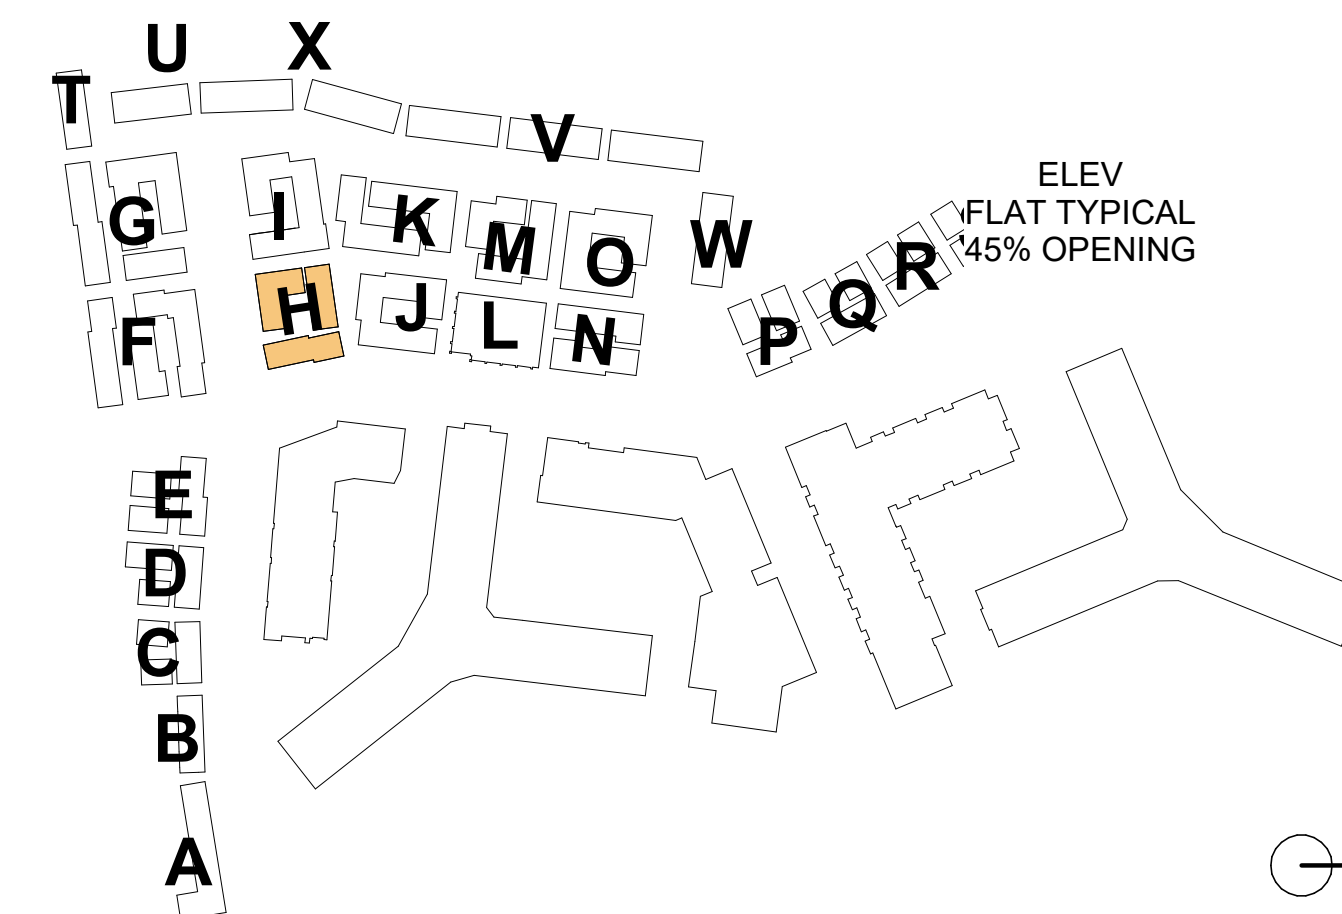 U X
T
V
ELEV
FLAT TYPICAL
45% OPENING
G I K M O W R
H J L N Q P
F
E
D
C
B
A